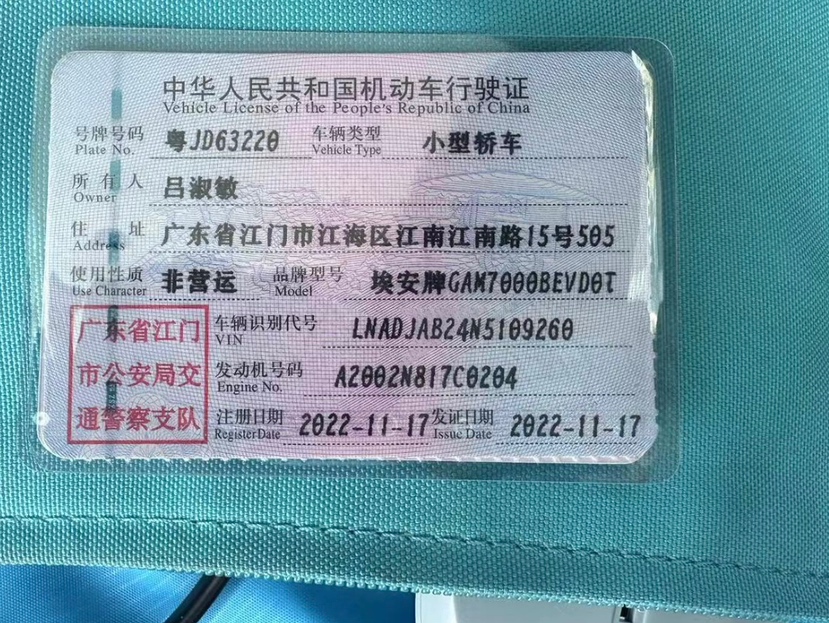 中华人民共和国机动车行驶证
Vehicle License of the People's Republic of China
号牌号码 粤JD63220 车辆类型 小型轿车
Plate No. Vehicle Type
所有人 吕淑敏
Owner
住址 广东省江门市江海区江南江南路15号505
Address
使用性质 非营运 品牌型号 埃安牌GAM7000BEVD0T
Use Character Model
广东省江门 车辆识别代号 LNADJAB24N5109260
VIN
市公安局交 发动机号码 A2002N817C0204
Engine No.
通警察支队 注册日期 2022-11-17 发证日期 2022-11-17
Register Date Issue Date